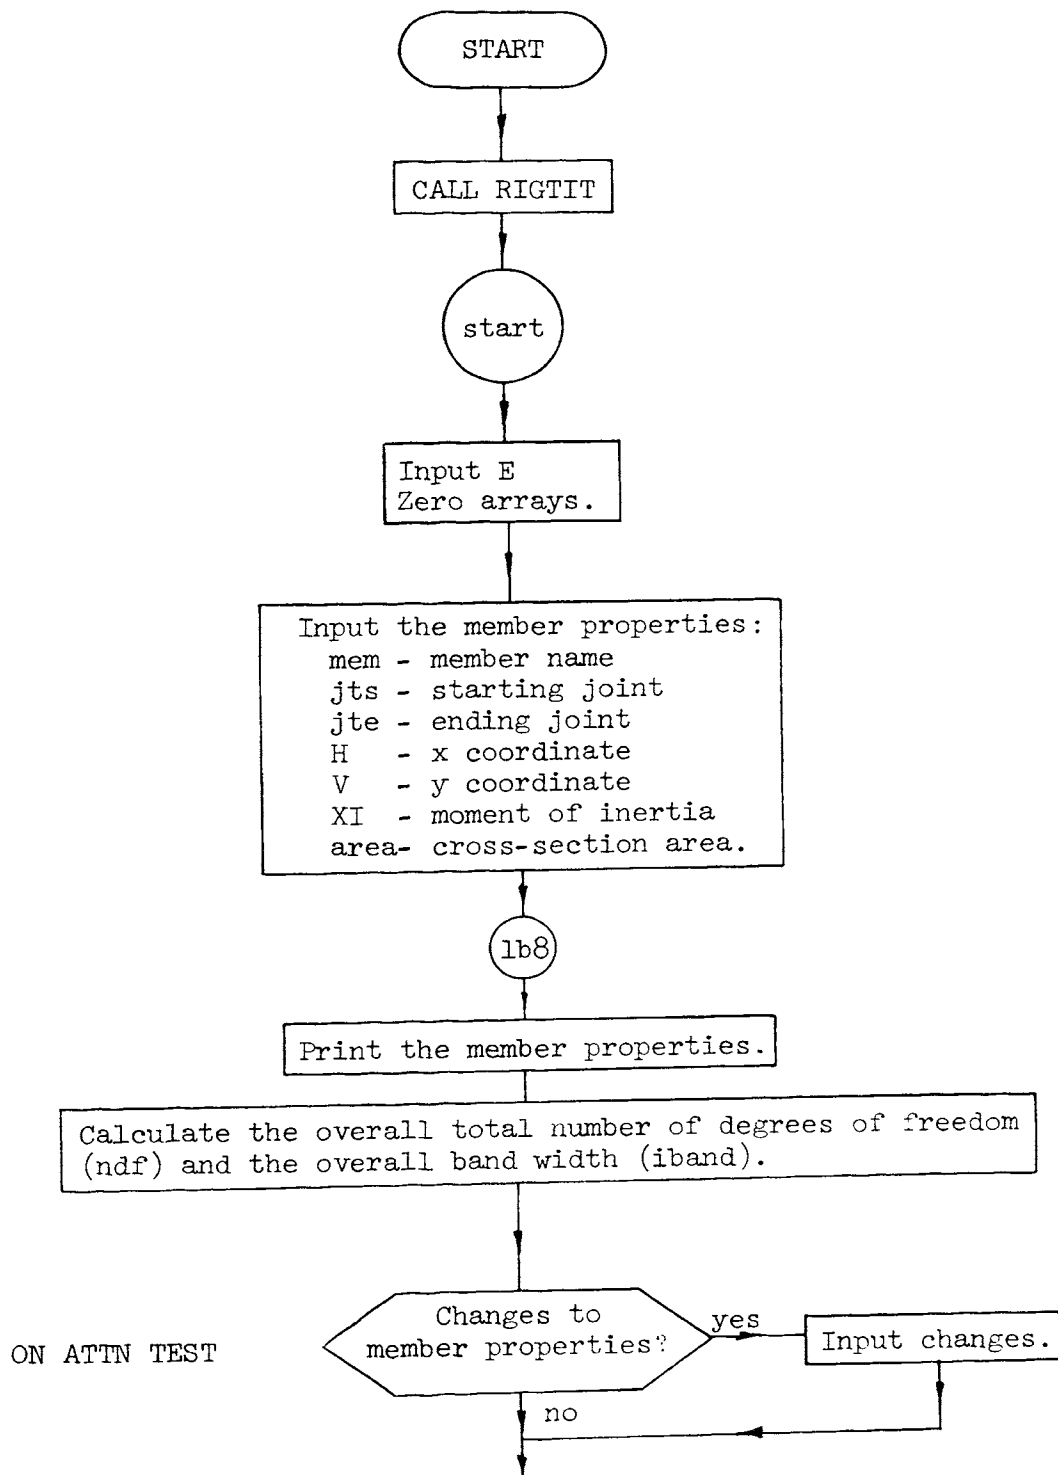 START
CALL RIGTIT
start
Input E
Zero arrays.
Input the member properties:
mem - member name
jts - starting joint
jte - ending joint
H - x coordinate
V - y coordinate
XI - moment of inertia
area- cross-section area.
lb8
Print the member properties.
Calculate the overall total number of degrees of freedom
(ndf) and the overall band width (iband).
Changes to
member properties?
yes
Input changes.
ON ATTN TEST
no